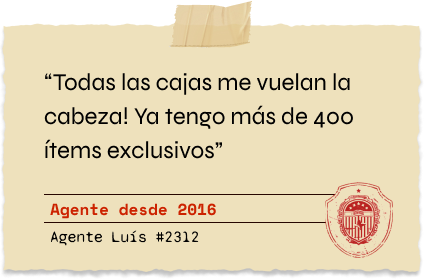 “Todas las cajas me vuelan la
cabeza! Ya tengo más de 400
ítems exclusivos”
Agente desde 2016
Agente Luís #2312